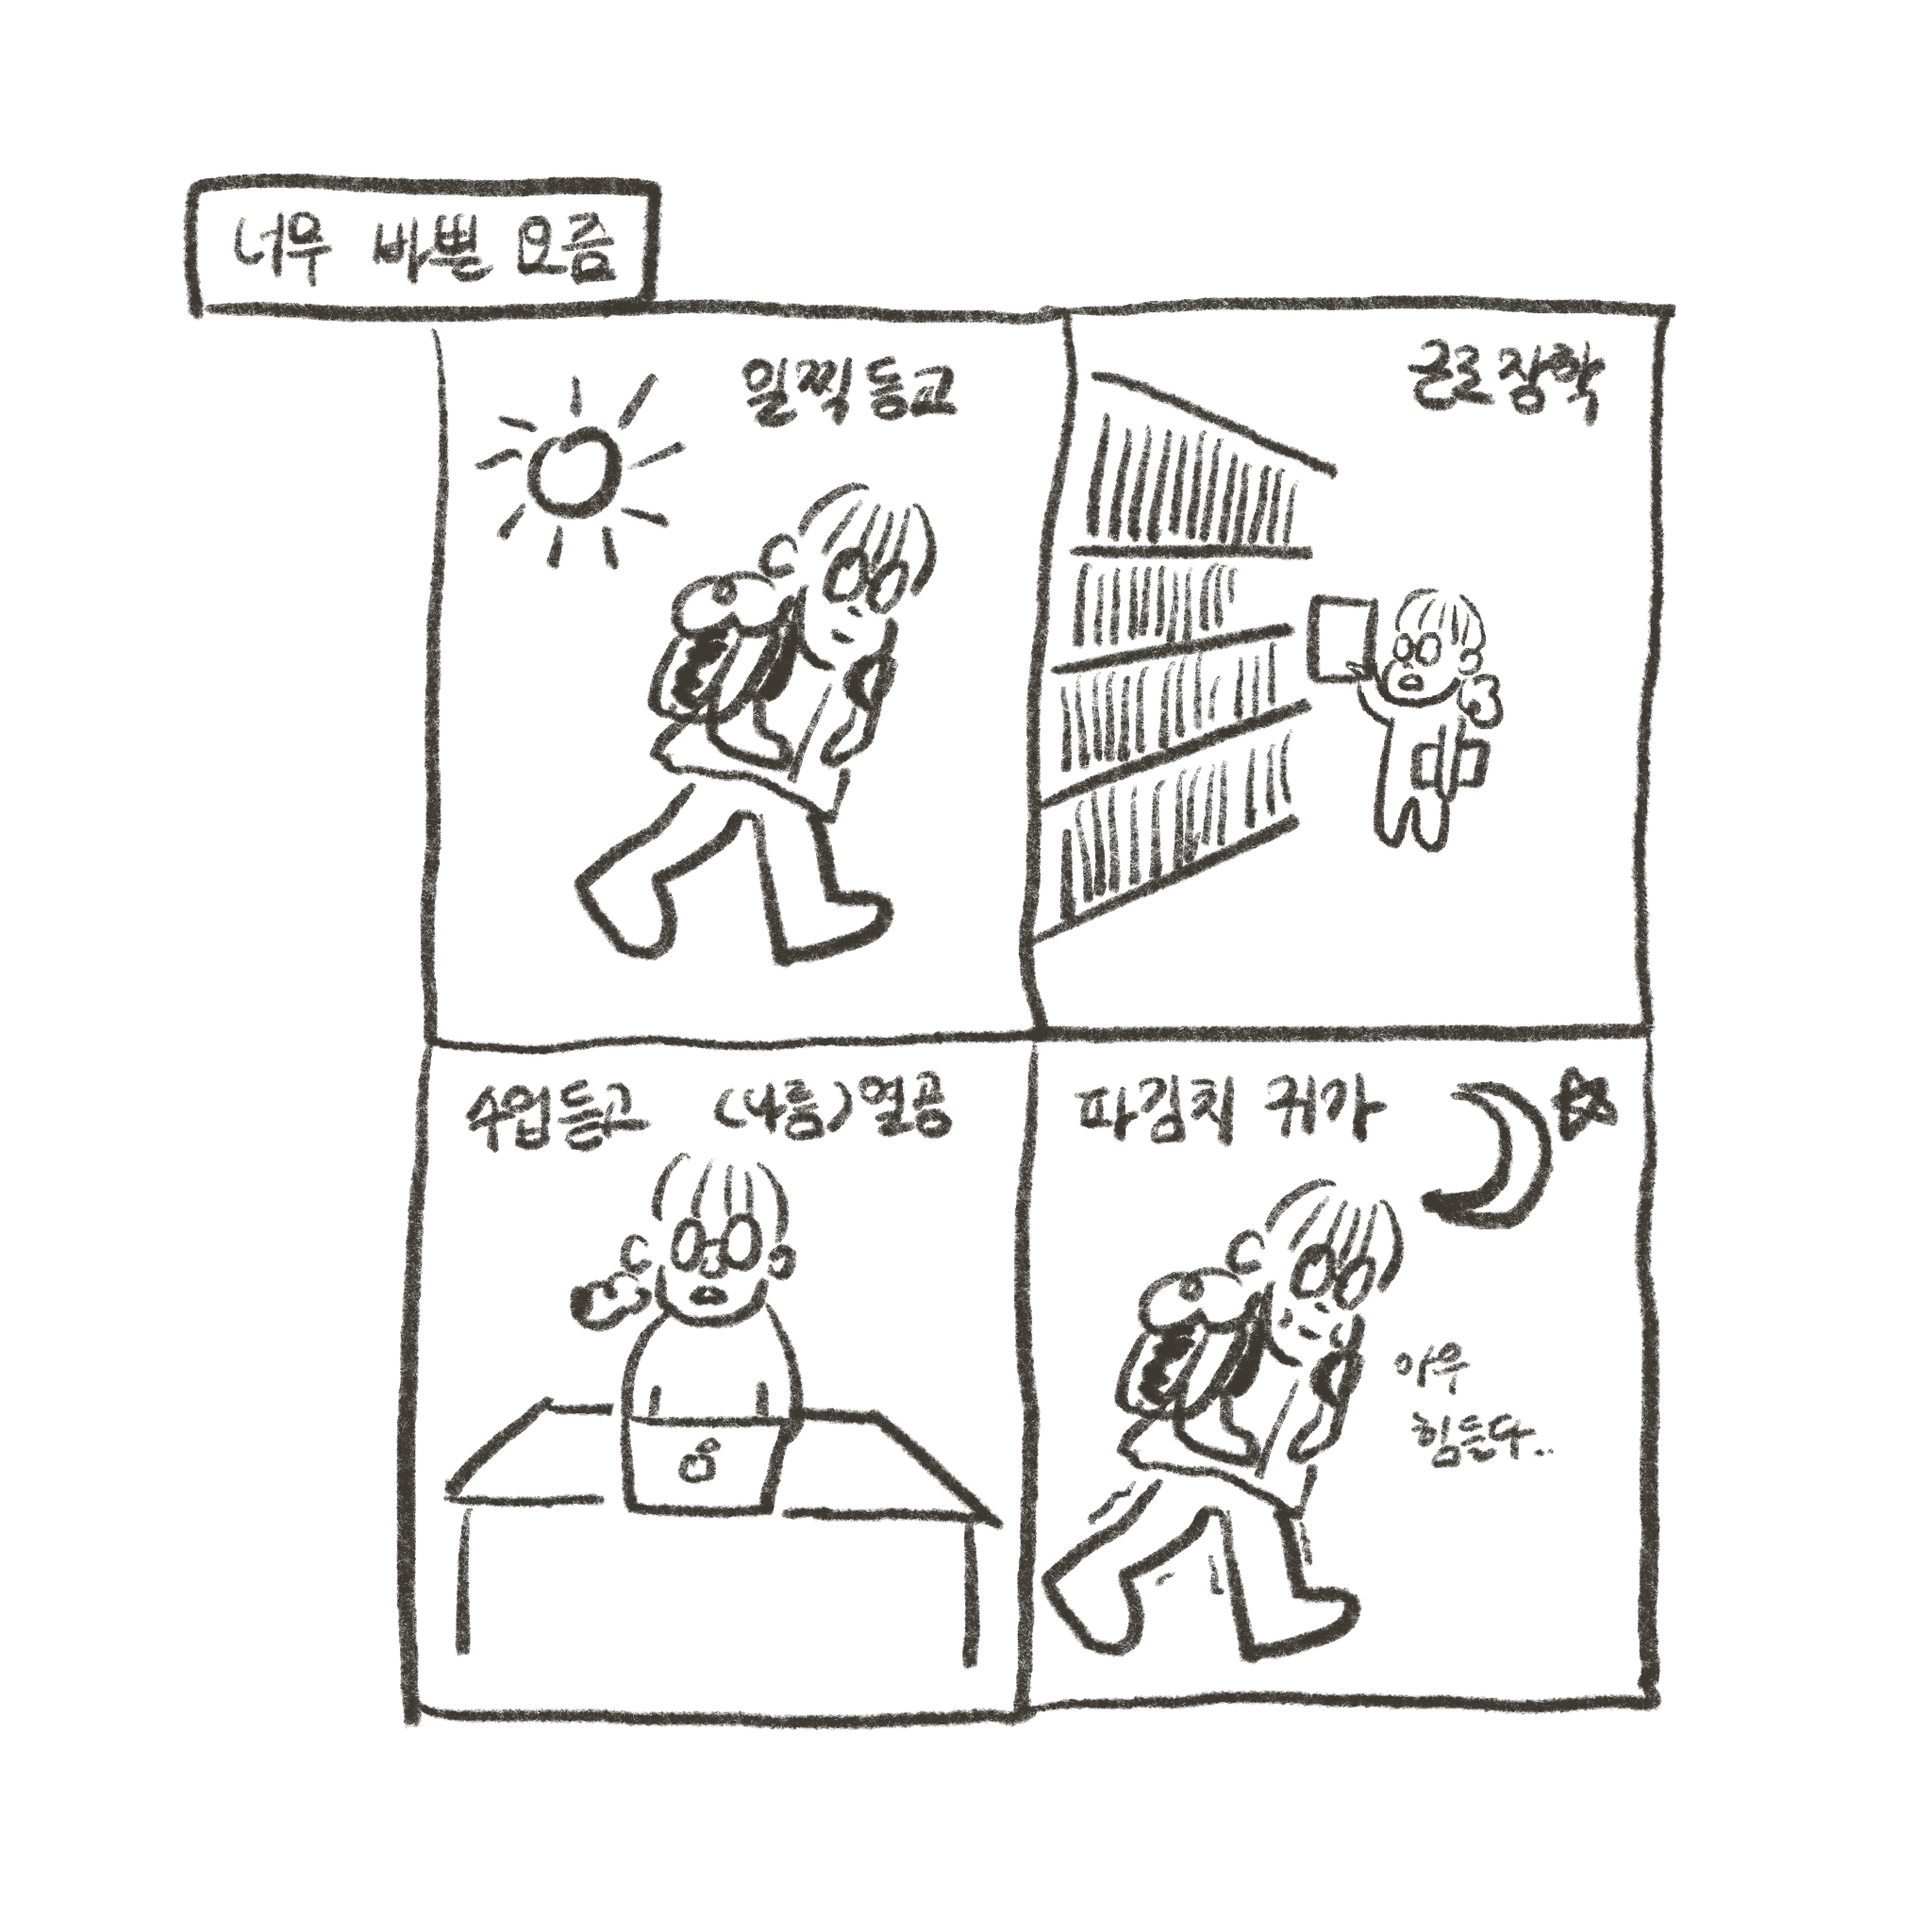 너무 바쁜 요즘
일찍등교
근로장학
수업듣고 (나름)열공
파김치 귀가
아우
힘든다..